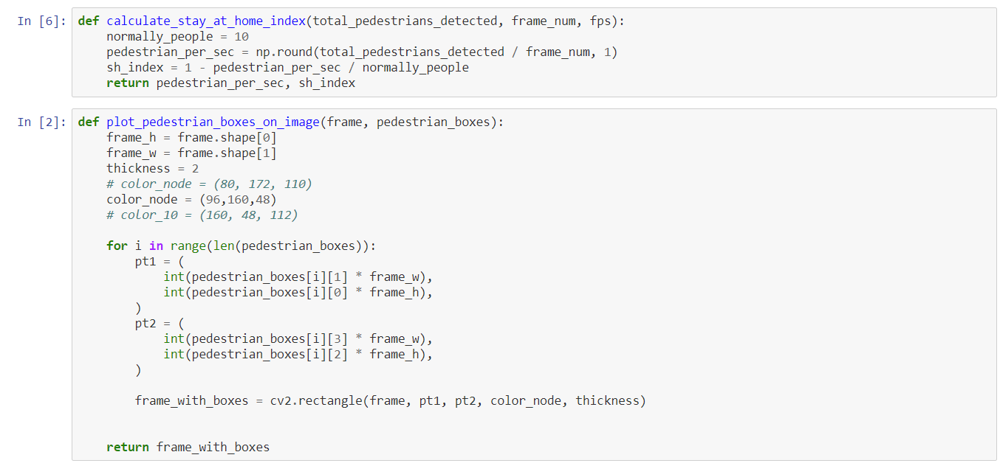 In [6]: def calculate_stay_at_home_index(total_pedestrians_detected, frame_num, fps):
    normally_people = 10
    pedestrian_per_sec = np.round(total_pedestrians_detected / frame_num, 1)
    sh_index = 1 - pedestrian_per_sec / normally_people
    return pedestrian_per_sec, sh_index
In [2]: def plot_pedestrian_boxes_on_image(frame, pedestrian_boxes):
    frame_h = frame.shape[0]
    frame_w = frame.shape[1]
    thickness = 2
    # color_node = (80, 172, 110)
    color_node = (96,160,48)
    # color_10 = (160, 48, 112)
    for i in range(len(pedestrian_boxes)):
        pt1 = (
            int(pedestrian_boxes[i][1] * frame_w),
            int(pedestrian_boxes[i][0] * frame_h),
        )
        pt2 = (
            int(pedestrian_boxes[i][3] * frame_w),
            int(pedestrian_boxes[i][2] * frame_h),
        )
        frame_with_boxes = cv2.rectangle(frame, pt1, pt2, color_node, thickness)
    return frame_with_boxes